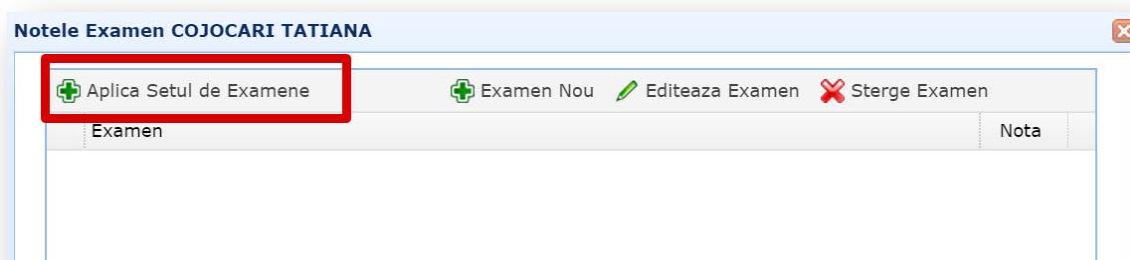 Notele Examen COJOCARI TATIANA
Aplica Setul de Examene Examen Nou Editeaza Examen Sterge Examen
Examen Nota